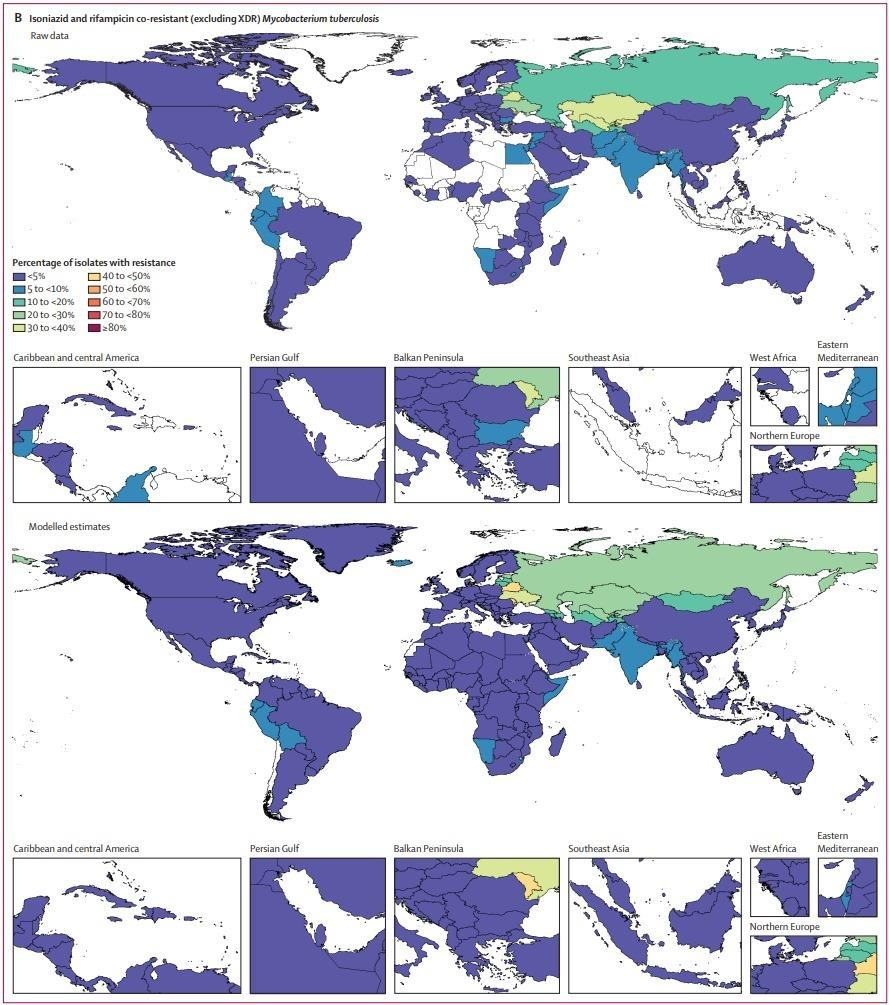 B Isoniazid and rifampicin co-resistant (excluding XDR) Mycobacterium tuberculosis
Raw data
Percentage of isolates with resistance
<5%
5 to <10%
10 to <20%
20 to <30%
30 to <40%
40 to <50%
50 to <60%
60 to <70%
70 to <80%
≥80%
Caribbean and central America
Persian Gulf
Balkan Peninsula
Southeast Asia
West Africa
Eastern
Mediterranean
Northern Europe
Modelled estimates
Caribbean and central America
Persian Gulf
Balkan Peninsula
Southeast Asia
West Africa
Eastern
Mediterranean
Northern Europe